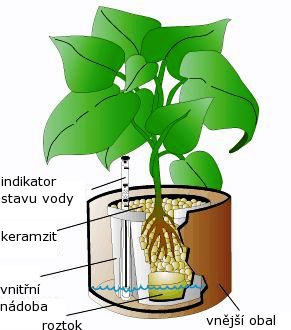 indikator
stavu vody
keramzit
vnitřní
nádoba
roztok
vnější obal